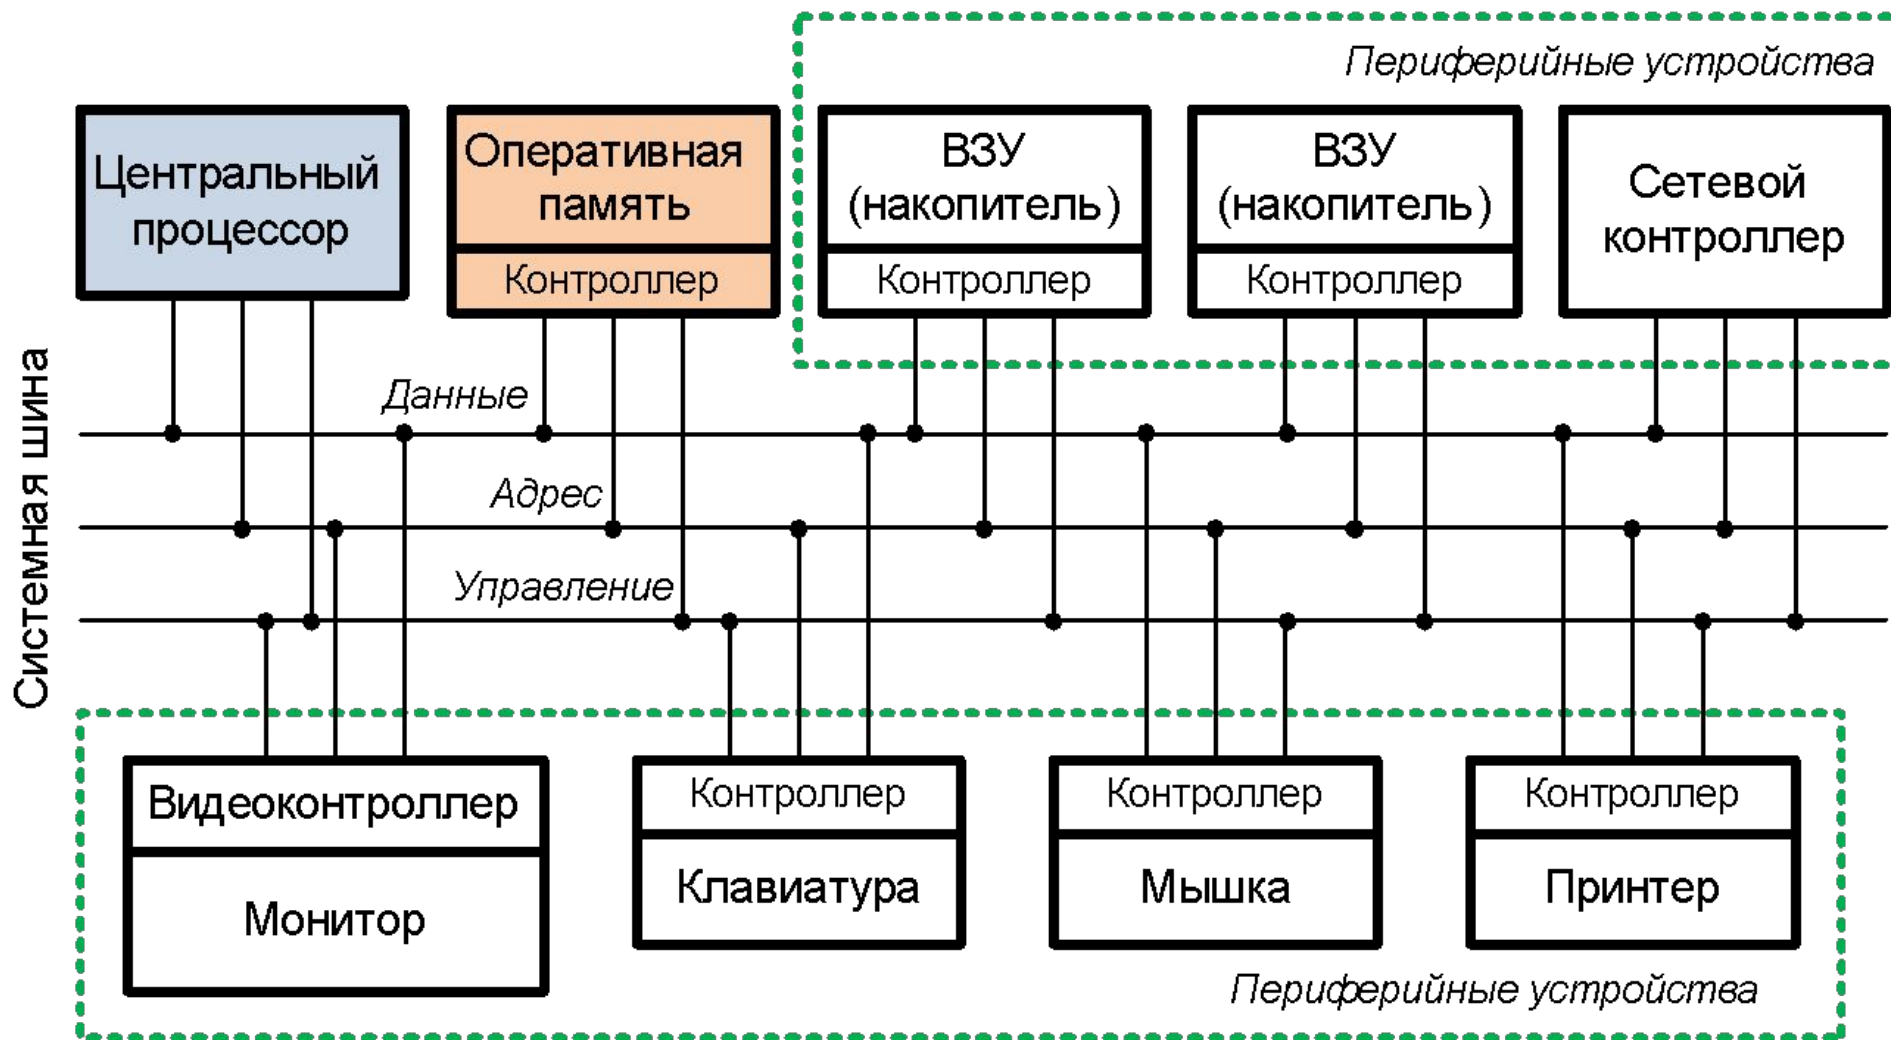 Периферийные устройства
Центральный
процессор
Оперативная
память
Контроллер
ВЗУ
(накопитель)
Контроллер
ВЗУ
(накопитель)
Контроллер
Сетевой
контроллер
Системная шина
Данные
Адрес
Управление
Видеоконтроллер
Монитор
Контроллер
Клавиатура
Контроллер
Мышка
Контроллер
Принтер
Периферийные устройства